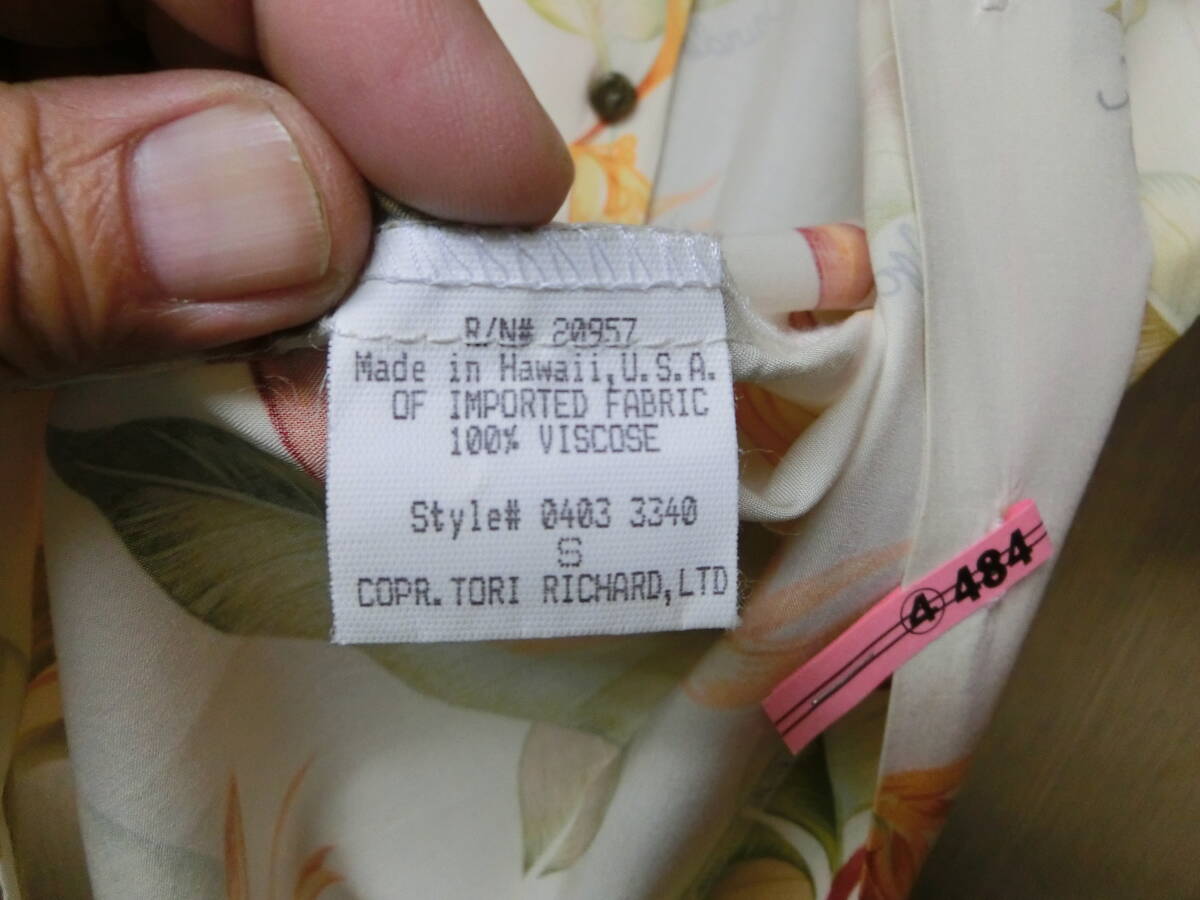 R/N# 20957
Made in Hawaii,U.S.A.
OF IMPORTED FABRIC
100% VISCOSE
Style# 0403 3340
S
COPR.TORI RICHARD,LTD
④ 484